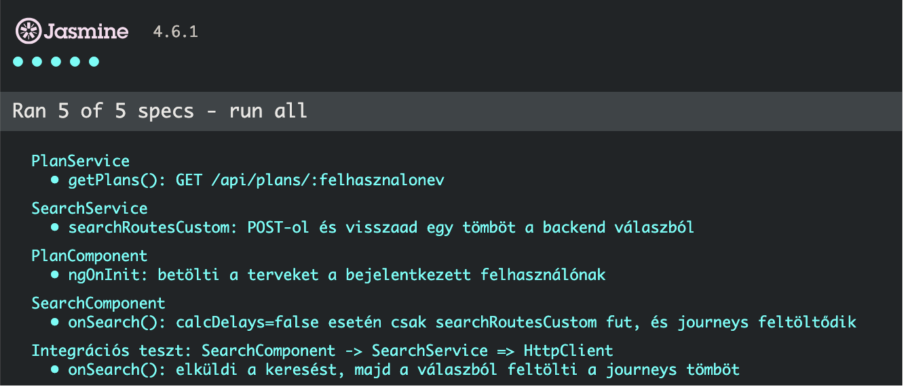 Jasmine 4.6.1
Ran 5 of 5 specs - run all
PlanService
• getPlans(): GET /api/plans/:felhasznalonev
SearchService
• searchRoutesCustom: POST-ol és visszaad egy tömböt a backend válaszból
PlanComponent
• ngOnInit: betölti a terveket a bejelentkezett felhasználónak
SearchComponent
• onSearch(): calcDelays=false esetén csak searchRoutesCustom fut, és journeys feltöltődik
Integrációs teszt: SearchComponent -> SearchService => HttpClient
• onSearch(): elküldi a keresést, majd a válaszból feltölti a journeys tömböt